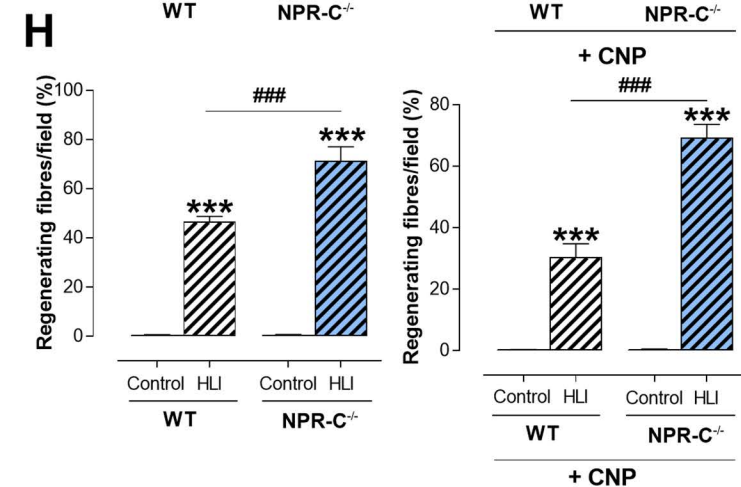 WT NPR-C-/-
WT NPR-C-/-
+ CNP
H
Regenerating fibres/field (%)
100
80
60
40
20
0
###
***
***
Control HLI Control HLI
WT NPR-C-/-
Regenerating fibres/field (%)
80
60
40
20
0
###
***
***
Control HLI Control HLI
WT NPR-C-/-
+ CNP